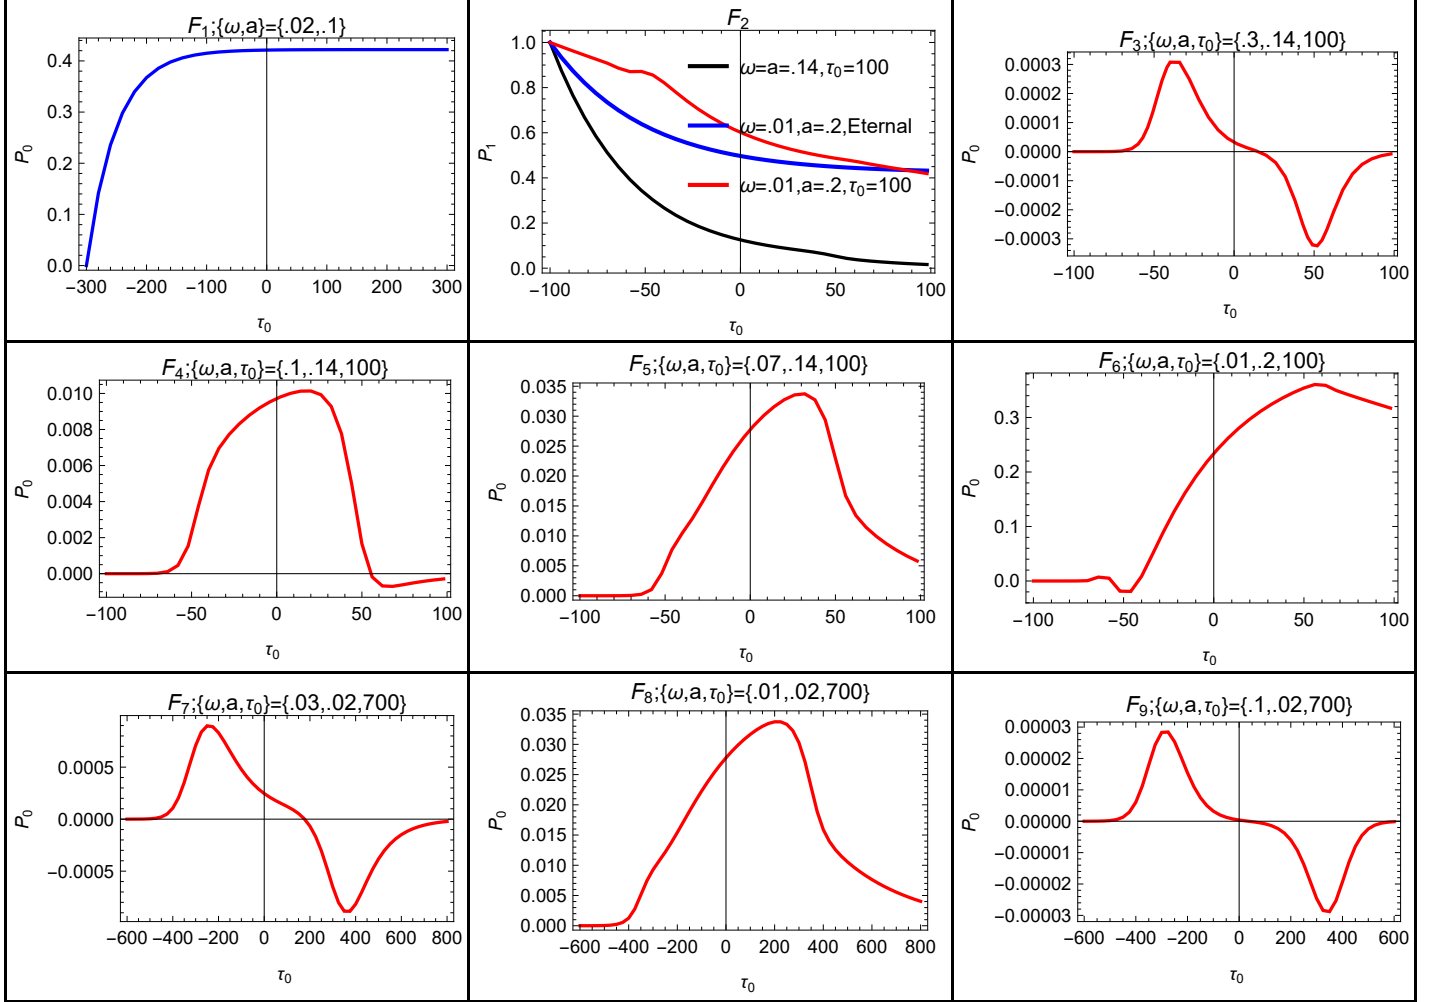 F₁;{ω,a}={.02,.1}
P₀
0.4
0.3
0.2
0.1
0.0
−300 −200 −100 0 100 200 300
τ₀
F₂
P₁
1.0
0.8
0.6
0.4
0.2
0.0
ω=a=.14,τ₀=100
ω=.01,a=.2,Eternal
ω=.01,a=.2,τ₀=100
−100 −50 0 50 100
τ₀
F₃;{ω,a,τ₀}={.3,.14,100}
P₀
0.0003
0.0002
0.0001
0.0000
−0.0001
−0.0002
−0.0003
−100 −50 0 50 100
τ₀
F₄;{ω,a,τ₀}={.1,.14,100}
P₀
0.010
0.008
0.006
0.004
0.002
0.000
−100 −50 0 50 100
τ₀
F₅;{ω,a,τ₀}={.07,.14,100}
P₀
0.035
0.030
0.025
0.020
0.015
0.010
0.005
0.000
−100 −50 0 50 100
τ₀
F₆;{ω,a,τ₀}={.01,.2,100}
P₀
0.3
0.2
0.1
0.0
−100 −50 0 50 100
τ₀
F₇;{ω,a,τ₀}={.03,.02,700}
P₀
0.0005
0.0000
−0.0005
−600 −400 −200 0 200 400 600 800
τ₀
F₈;{ω,a,τ₀}={.01,.02,700}
P₀
0.035
0.030
0.025
0.020
0.015
0.010
0.005
0.000
−600 −400 −200 0 200 400 600 800
τ₀
F₉;{ω,a,τ₀}={.1,.02,700}
P₀
0.00003
0.00002
0.00001
0.00000
−0.00001
−0.00002
−0.00003
−600 −400 −200 0 200 400 600
τ₀